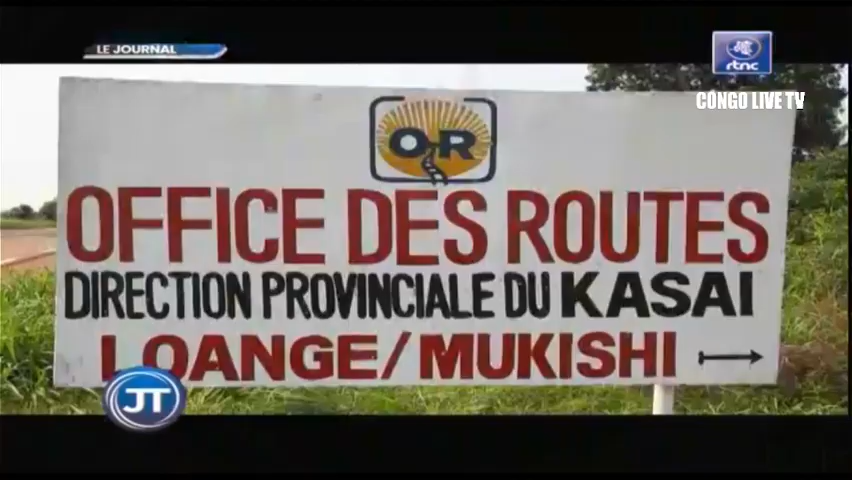 LE JOURNAL
rtnc
CONGO LIVE TV
OR
OFFICE DES ROUTES
DIRECTION PROVINCIALE DU KASAI
LOANGE/MUKISHI
JT